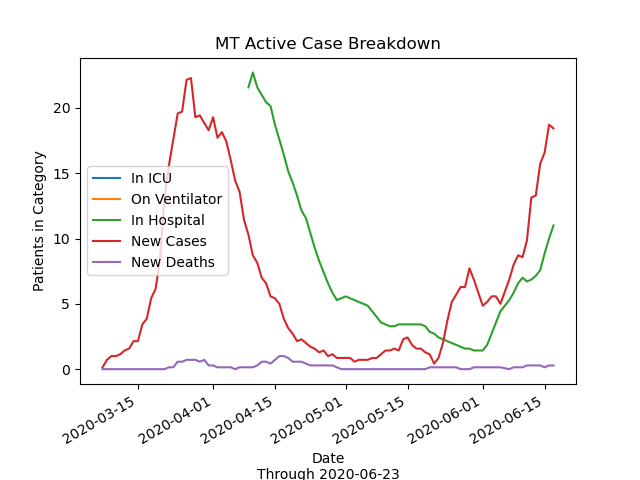 MT Active Case Breakdown
Patients in Category
20
15
10
5
0
In ICU
On Ventilator
In Hospital
New Cases
New Deaths
2020-03-15
2020-04-01
2020-04-15
2020-05-01
2020-05-15
2020-06-01
2020-06-15
Date
Through 2020-06-23